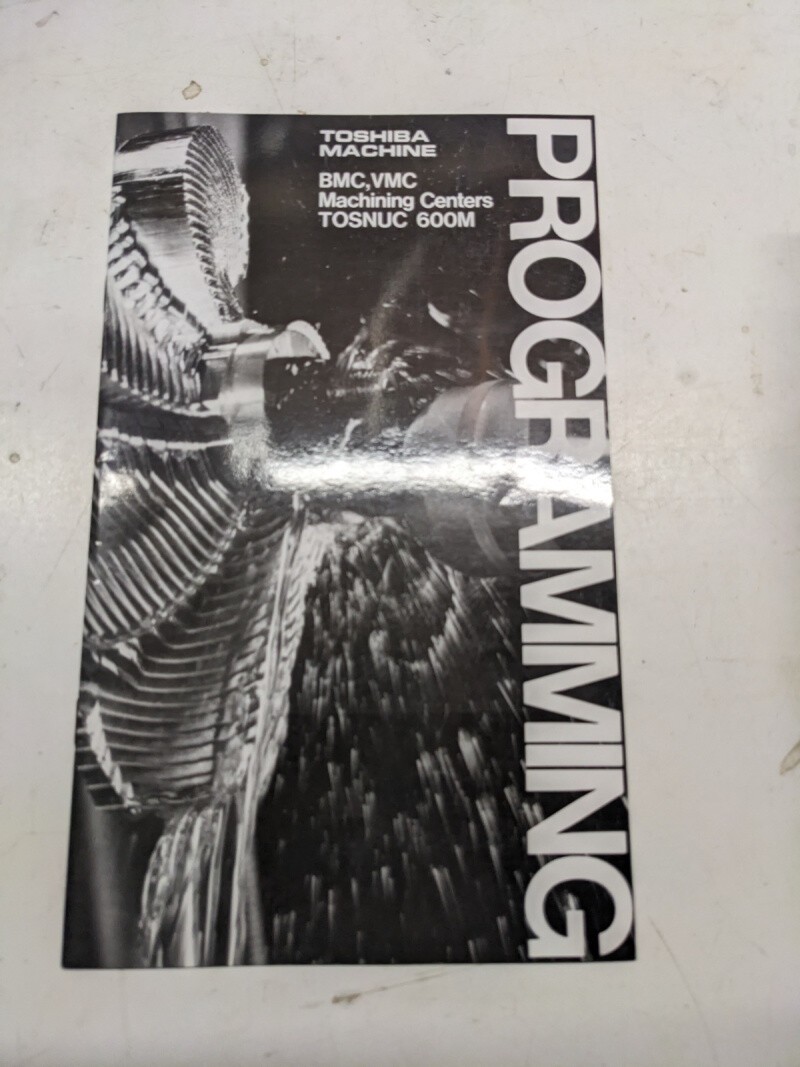 TOSHIBA
MACHINE
BMC,VMC
Machining Centers
TOSNUC 600M
PROGRAMMING